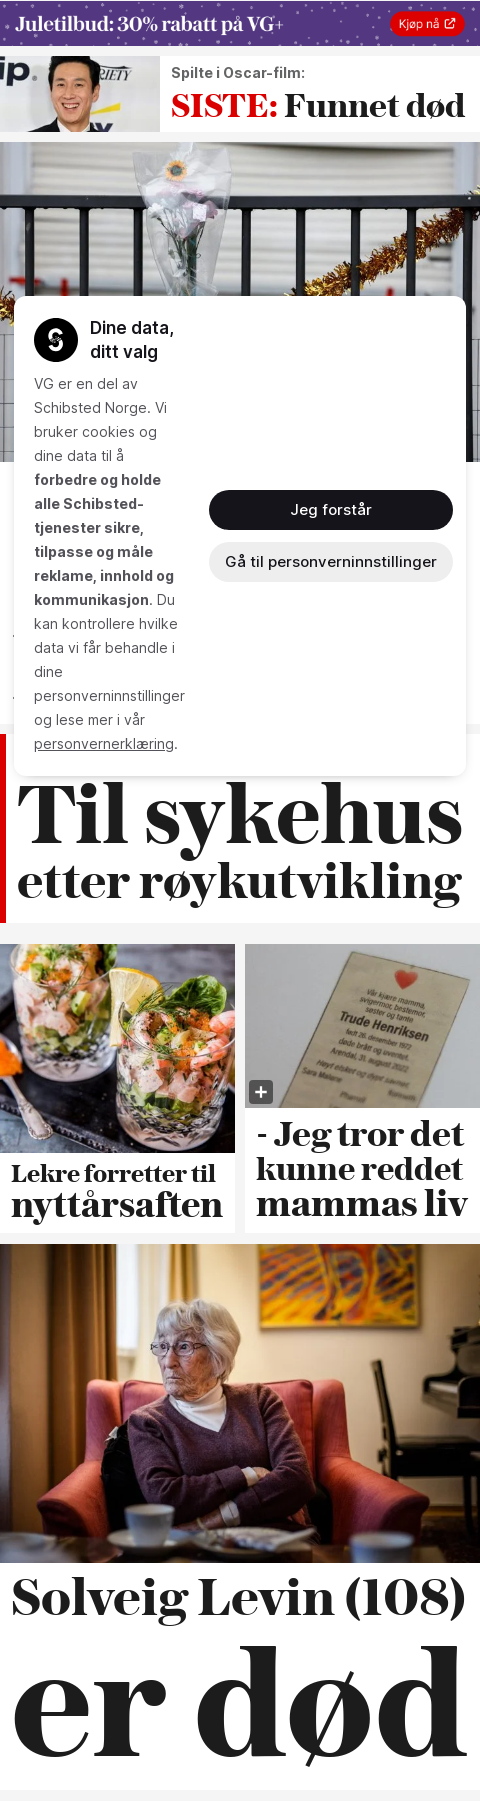 Juletilbud: 30% rabatt på VG+
Kjøp nå
ip.
RIETY
Spilte i Oscar-film:
SISTE: Funnet død
Dine data,
ditt valg
VG er en del av
Schibsted Norge. Vi
bruker cookies og
dine data til å
forbedre og holde
alle Schibsted-
tjenester sikre,
tilpasse og måle
reklame, innhold og
kommunikasjon. Du
kan kontrollere hvilke
data vi får behandle i
dine
personverninnstillinger
og lese mer i vår
personvernerklæring.
Jeg forstår
Gå til personverninnstillinger
Til sykehus
etter røykutvikling
Vår kjære mamma,
svigermor, bestemor,
søster og tante
Trude Henriksen
født 26. desember 1972
døde brått og uventet.
Arendal, 31. august 2022
Lekre forretter til
nyttårsaften
- Jeg tror det
kunne reddet
mammas liv
Solveig Levin (108)
er død